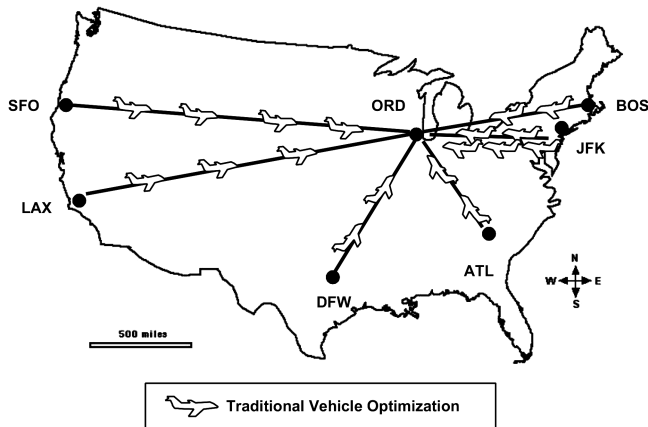 SFO
ORD
BOS
JFK
LAX
ATL
DFW
N
W E
S
500 miles
Traditional Vehicle Optimization